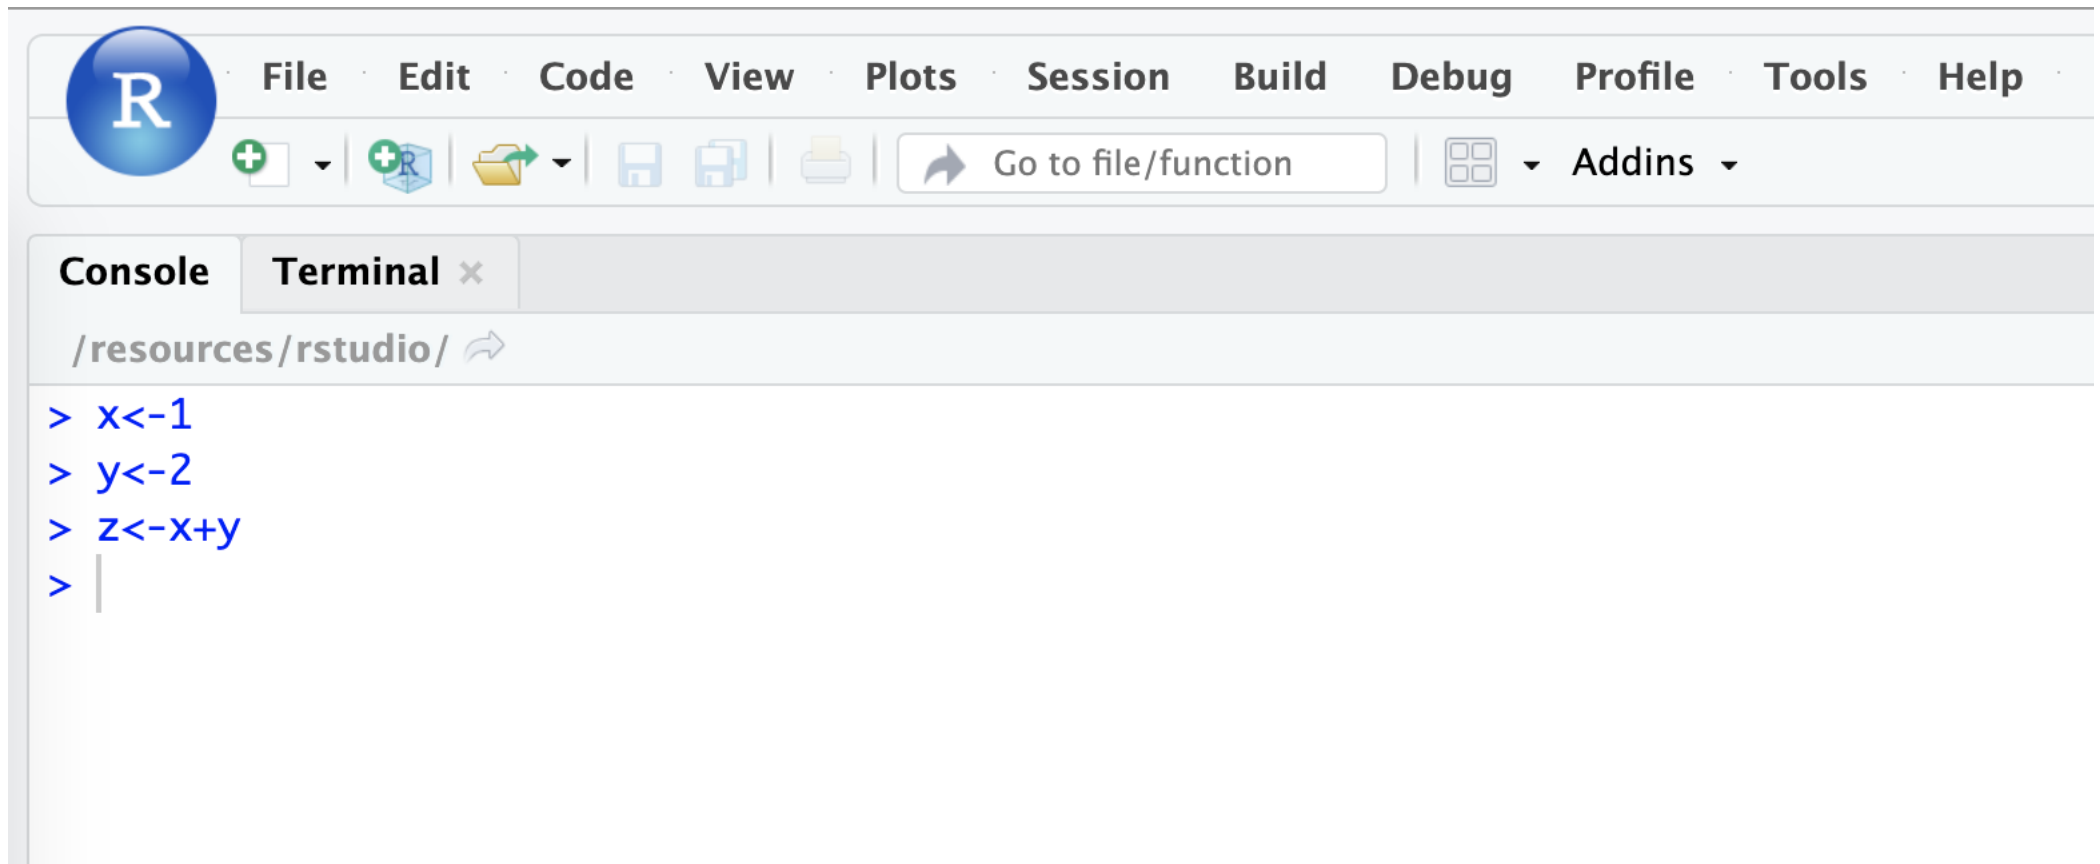 R File Edit Code View Plots Session Build Debug Profile Tools Help
R Go to file/function Addins
Console Terminal ×
/resources/rstudio/
> x<-1
> y<-2
> z<-x+y
>